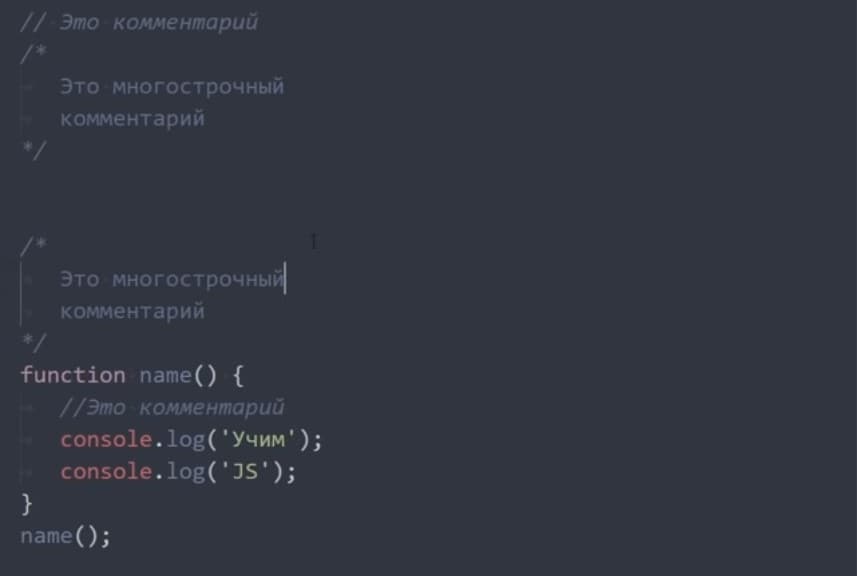 // Это комментарий
/*
Это многострочный
комментарий
*/
/*
Это многострочный
комментарий
*/
function name() {
//Это комментарий
console.log('Учим');
console.log('JS');
}
name();